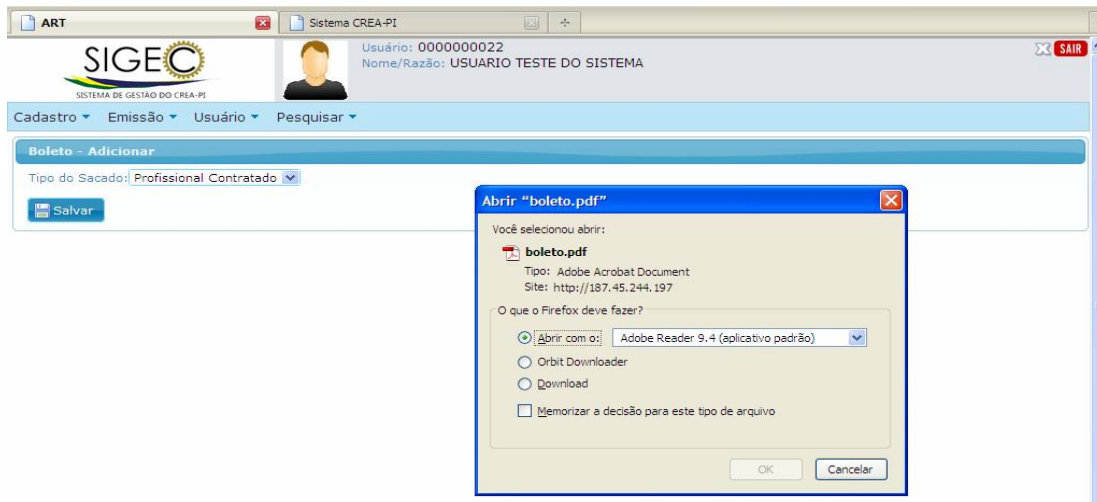 ART
Sistema CREA-PI
SIGEC
SISTEMA DE GESTÃO DO CREA-PI
Usuário: 0000000022
Nome/Razão: USUARIO TESTE DO SISTEMA
SAIR
Cadastro Emissão Usuário Pesquisar
Boleto - Adicionar
Tipo do Sacado: Profissional Contratado
Salvar
Abrir “boleto.pdf”
Você selecionou abrir:
boleto.pdf
Tipo: Adobe Acrobat Document
Site: http://187.45.244.197
O que o Firefox deve fazer?
Abrir com o: Adobe Reader 9.4 (aplicativo padrão)
Orbit Downloader
Download
Memorizar a decisão para este tipo de arquivo
OK Cancelar